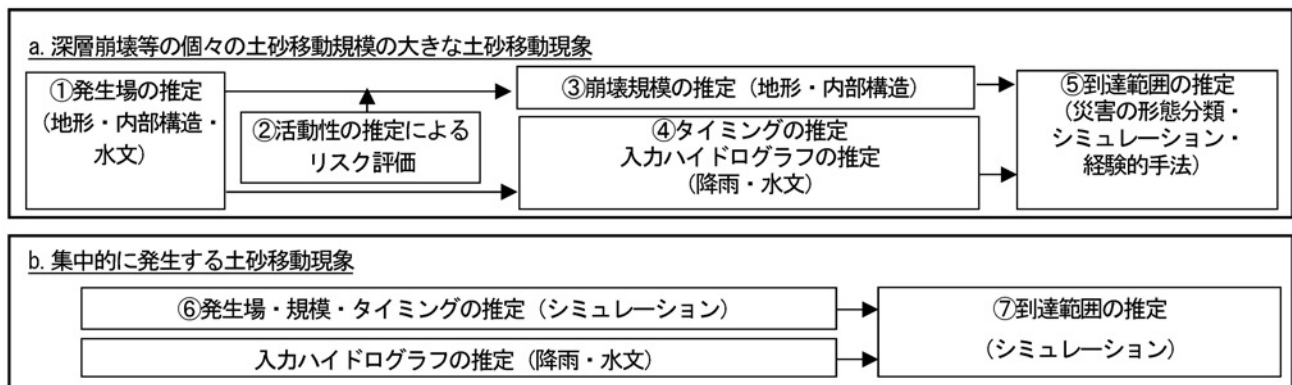 a. 深層崩壊等の個々の土砂移動規模の大きな土砂移動現象
①発生場の推定
(地形・内部構造・
水文)
②活動性の推定による
リスク評価
③崩壊規模の推定（地形・内部構造）
④タイミングの推定
入力ハイドログラフの推定
(降雨・水文)
⑤到達範囲の推定
(災害の形態分類・
シミュレーション・
経験的手法)
b. 集中的に発生する土砂移動現象
⑥発生場・規模・タイミングの推定（シミュレーション）
入力ハイドログラフの推定（降雨・水文）
⑦到達範囲の推定
(シミュレーション)